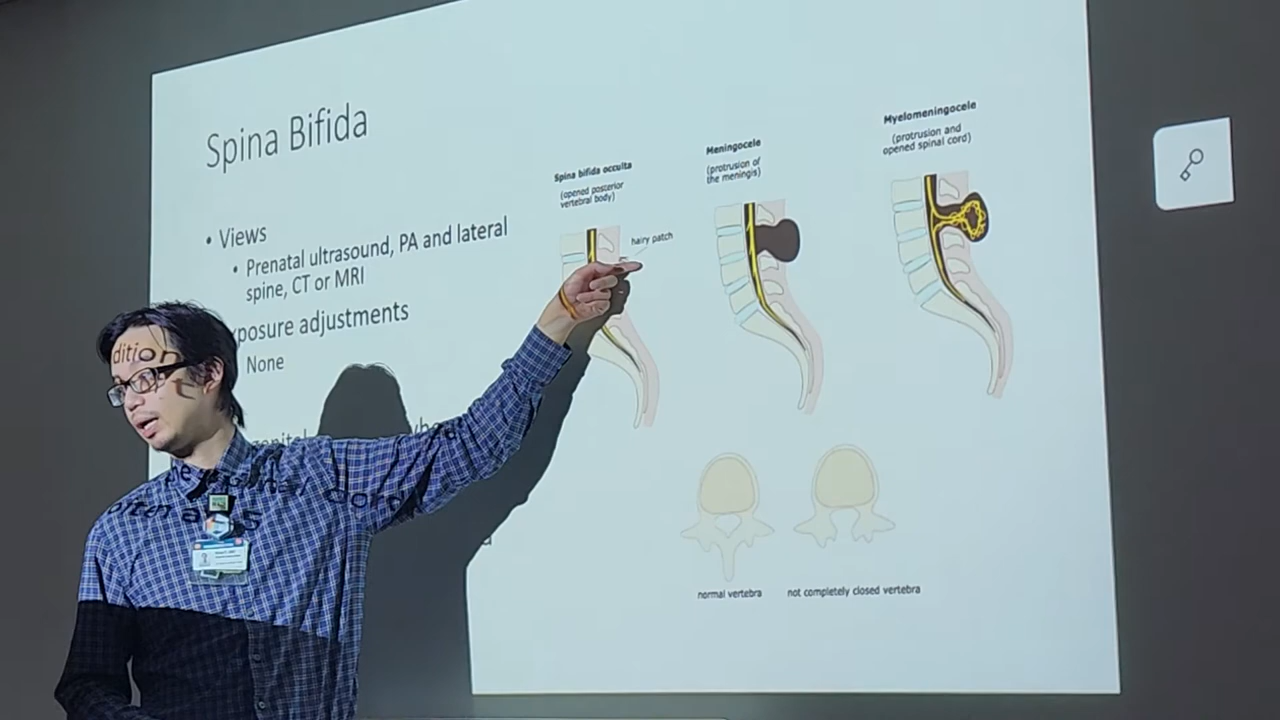 Spina Bifida
• Views
• Prenatal ultrasound, PA and lateral
spine, CT or MRI
xposure adjustments
None
dition
often
Spina bifida occulta
(opened posterior
vertebral body)
hairy patch
Meningocele
(protrusion of
the meningis)
Myelomeningocele
(protrusion and
opened spinal cord)
normal vertebra
not completely closed vertebra